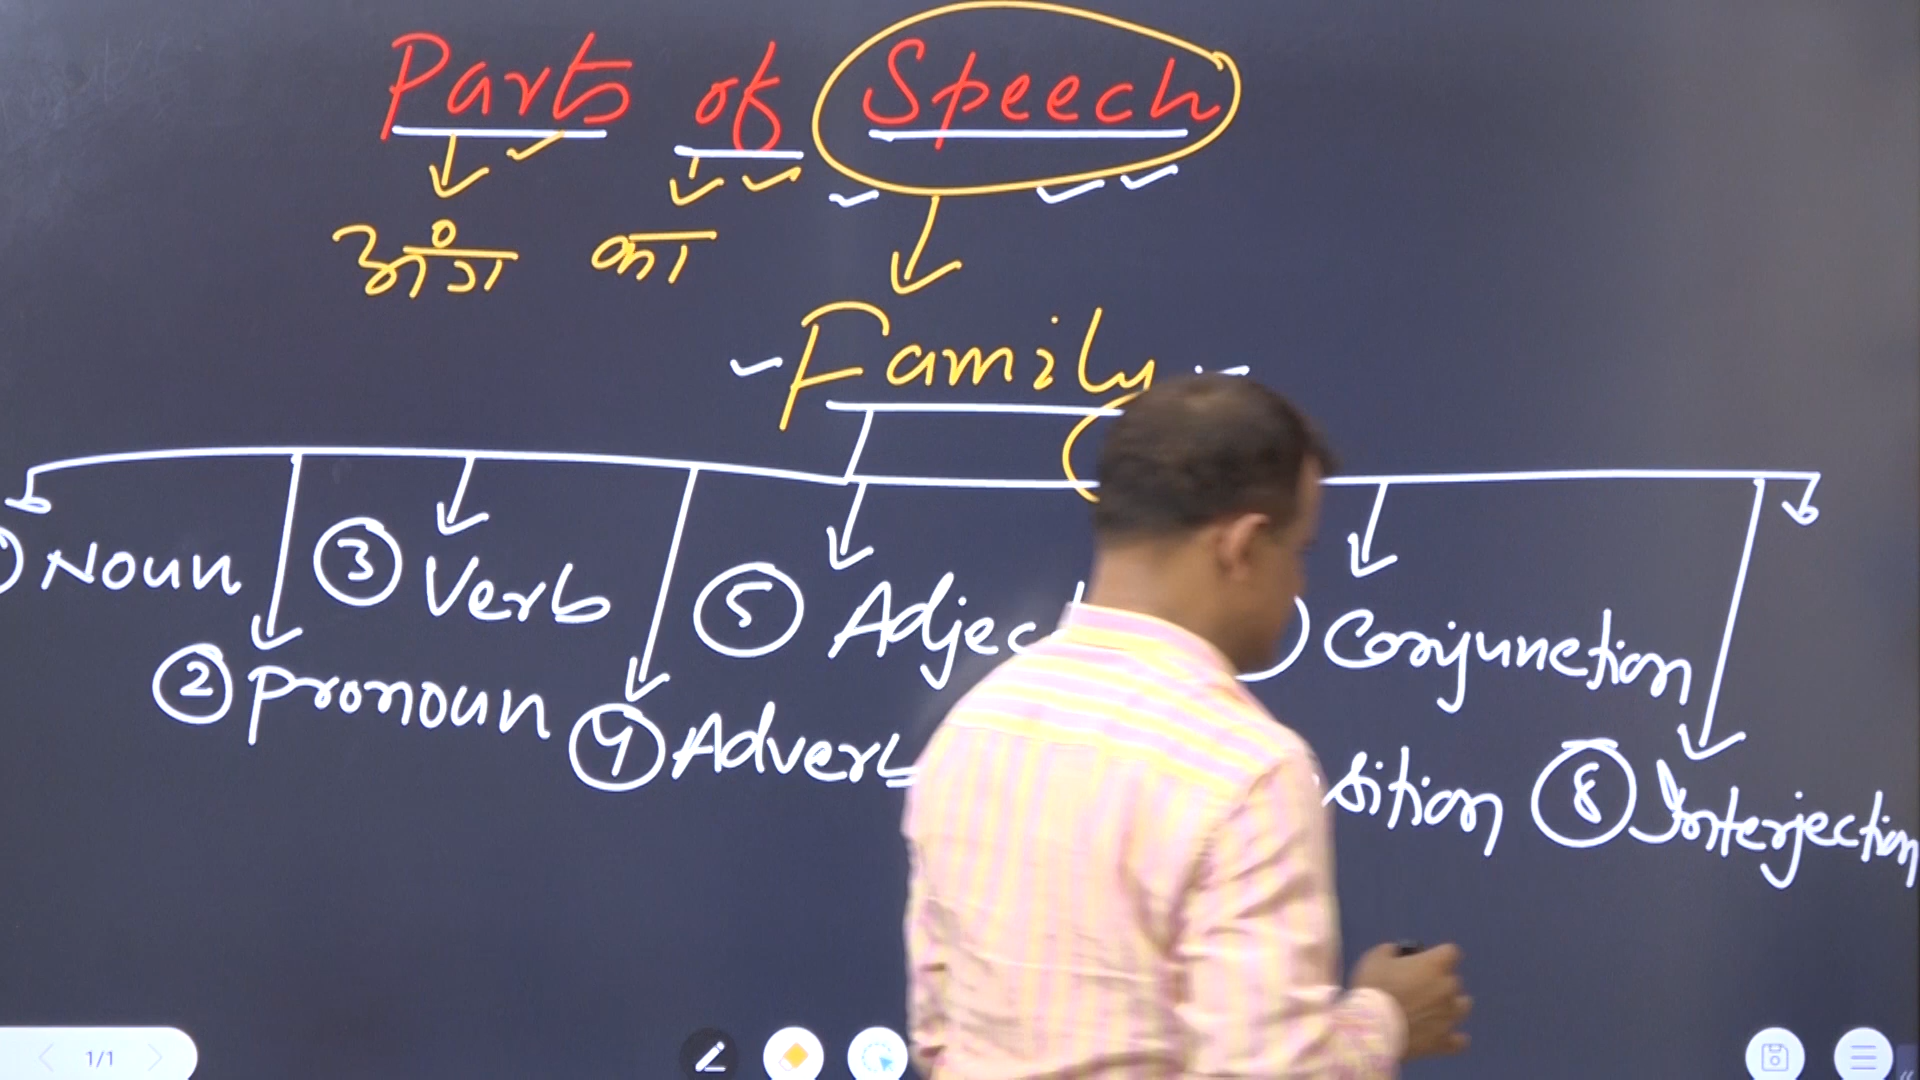 Parts of Speech
अंग का
Family
Noun ③ Verb ⑤ Adjec Conjunction
② Pronoun ④ Adverb sition ⑧ Interjection
1/1